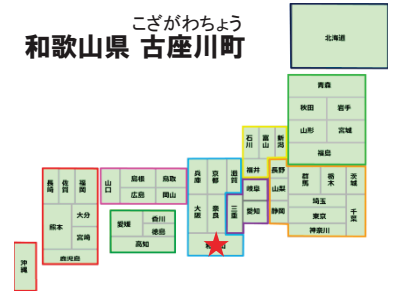 こざがわちょう
和歌山県 古座川町
北海道
青森
秋田 岩手
山形 宮城
福島
石川 富山 新潟
福井 長野
岐阜 山梨
愛知 静岡
群馬 栃木 茨城
埼玉
東京 千葉
神奈川
兵庫 京都 滋賀
大阪 奈良 三重
島根 鳥取
山口
広島 岡山
愛媛 香川
徳島
高知
長崎 佐賀 福岡
熊本 大分
宮崎
鹿児島
沖縄